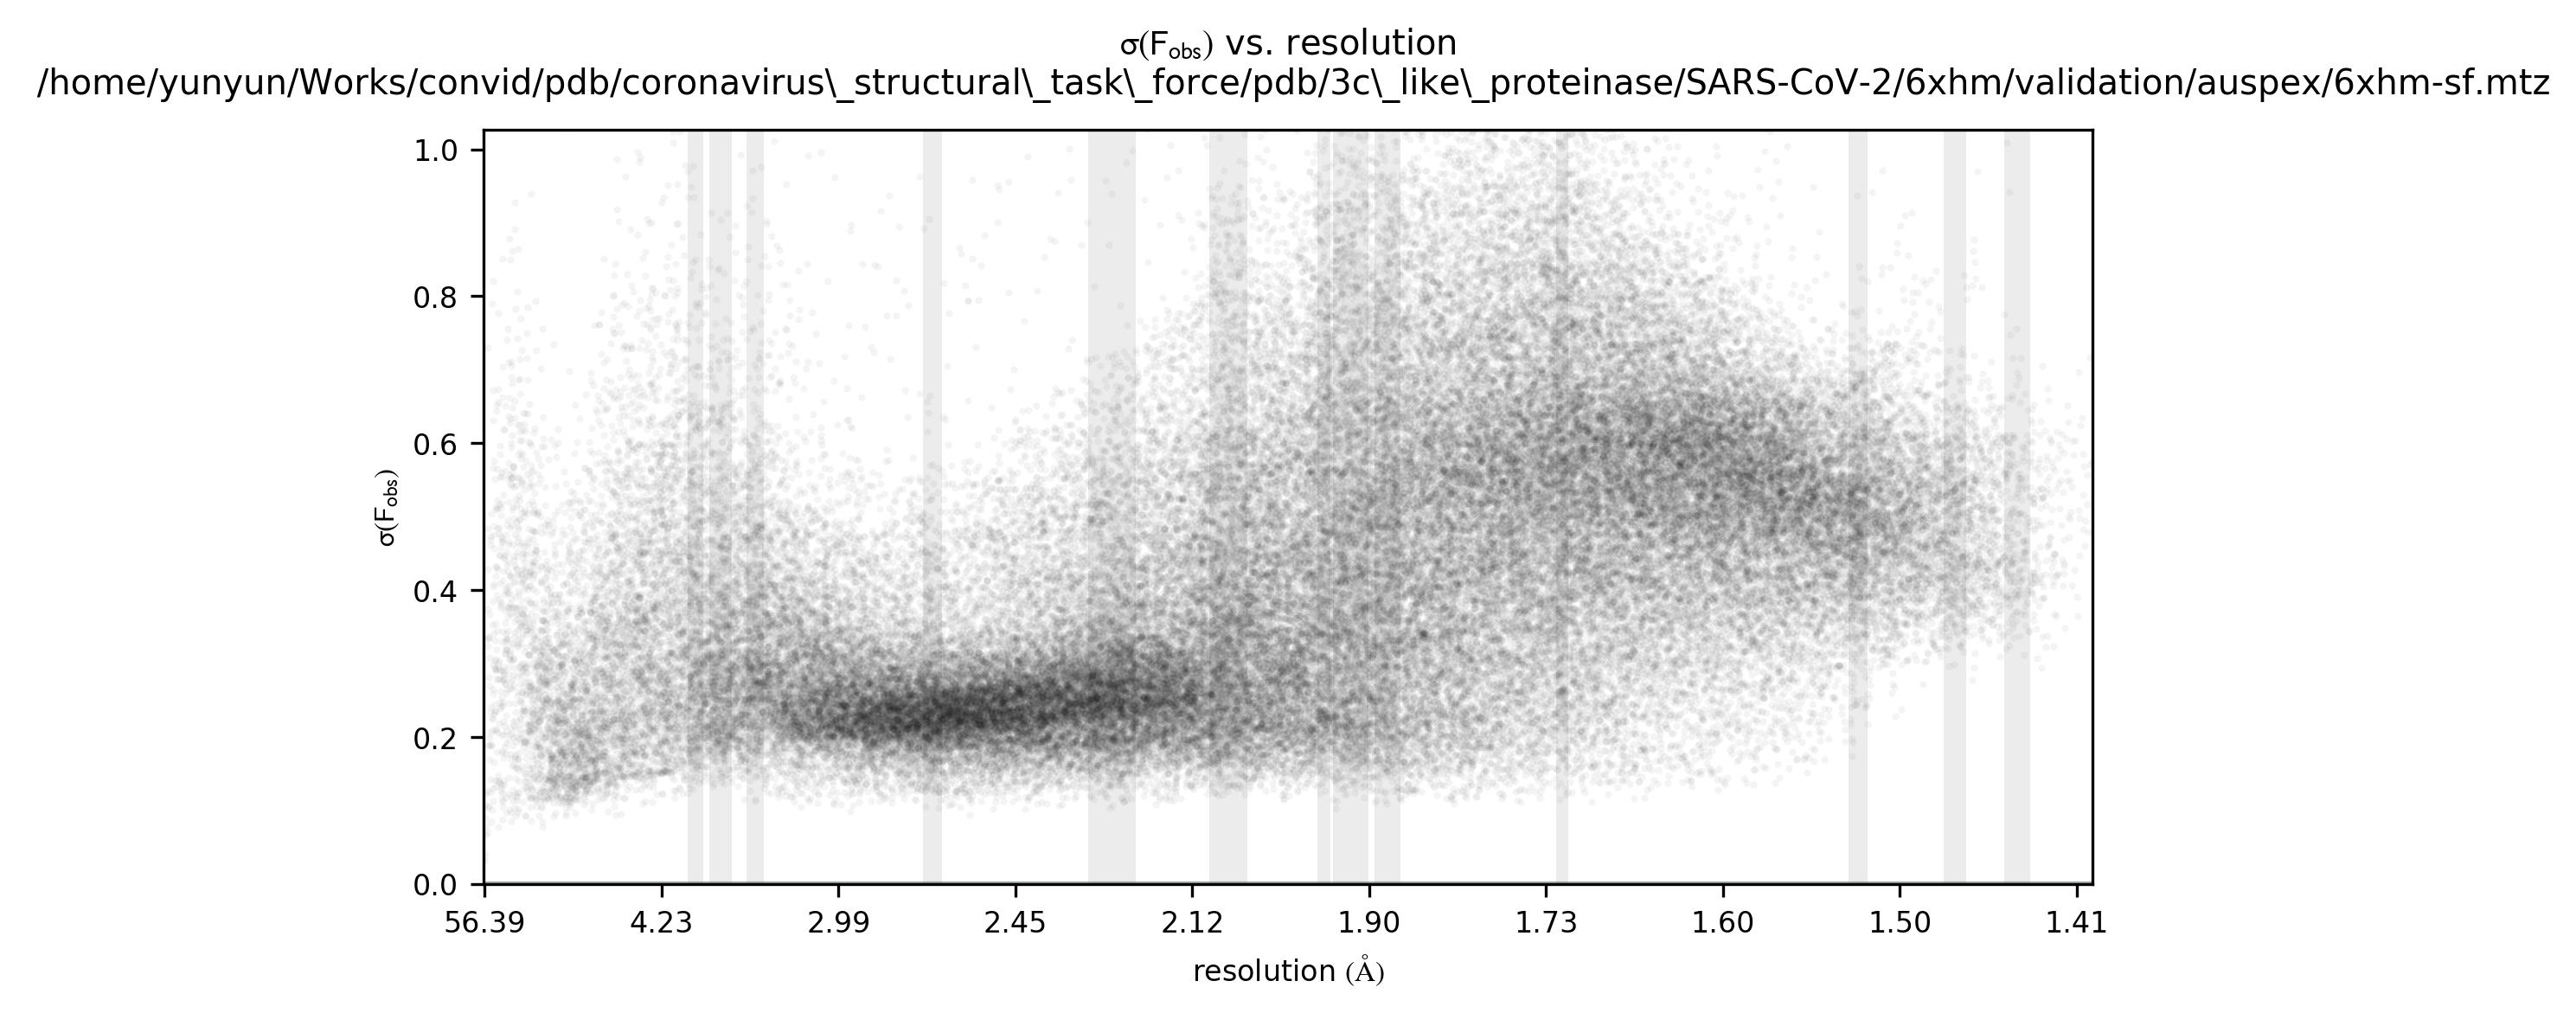 σ(Fobs) vs. resolution
/home/yunyun/Works/convid/pdb/coronavirus\_structural\_task\_force/pdb/3c\_like\_proteinase/SARS-CoV-2/6xhm/validation/auspex/6xhm-sf.mtz
1.0
0.8
0.6
0.4
0.2
0.0
σ(Fobs)
56.39 4.23 2.99 2.45 2.12 1.90 1.73 1.60 1.50 1.41
resolution (Å)